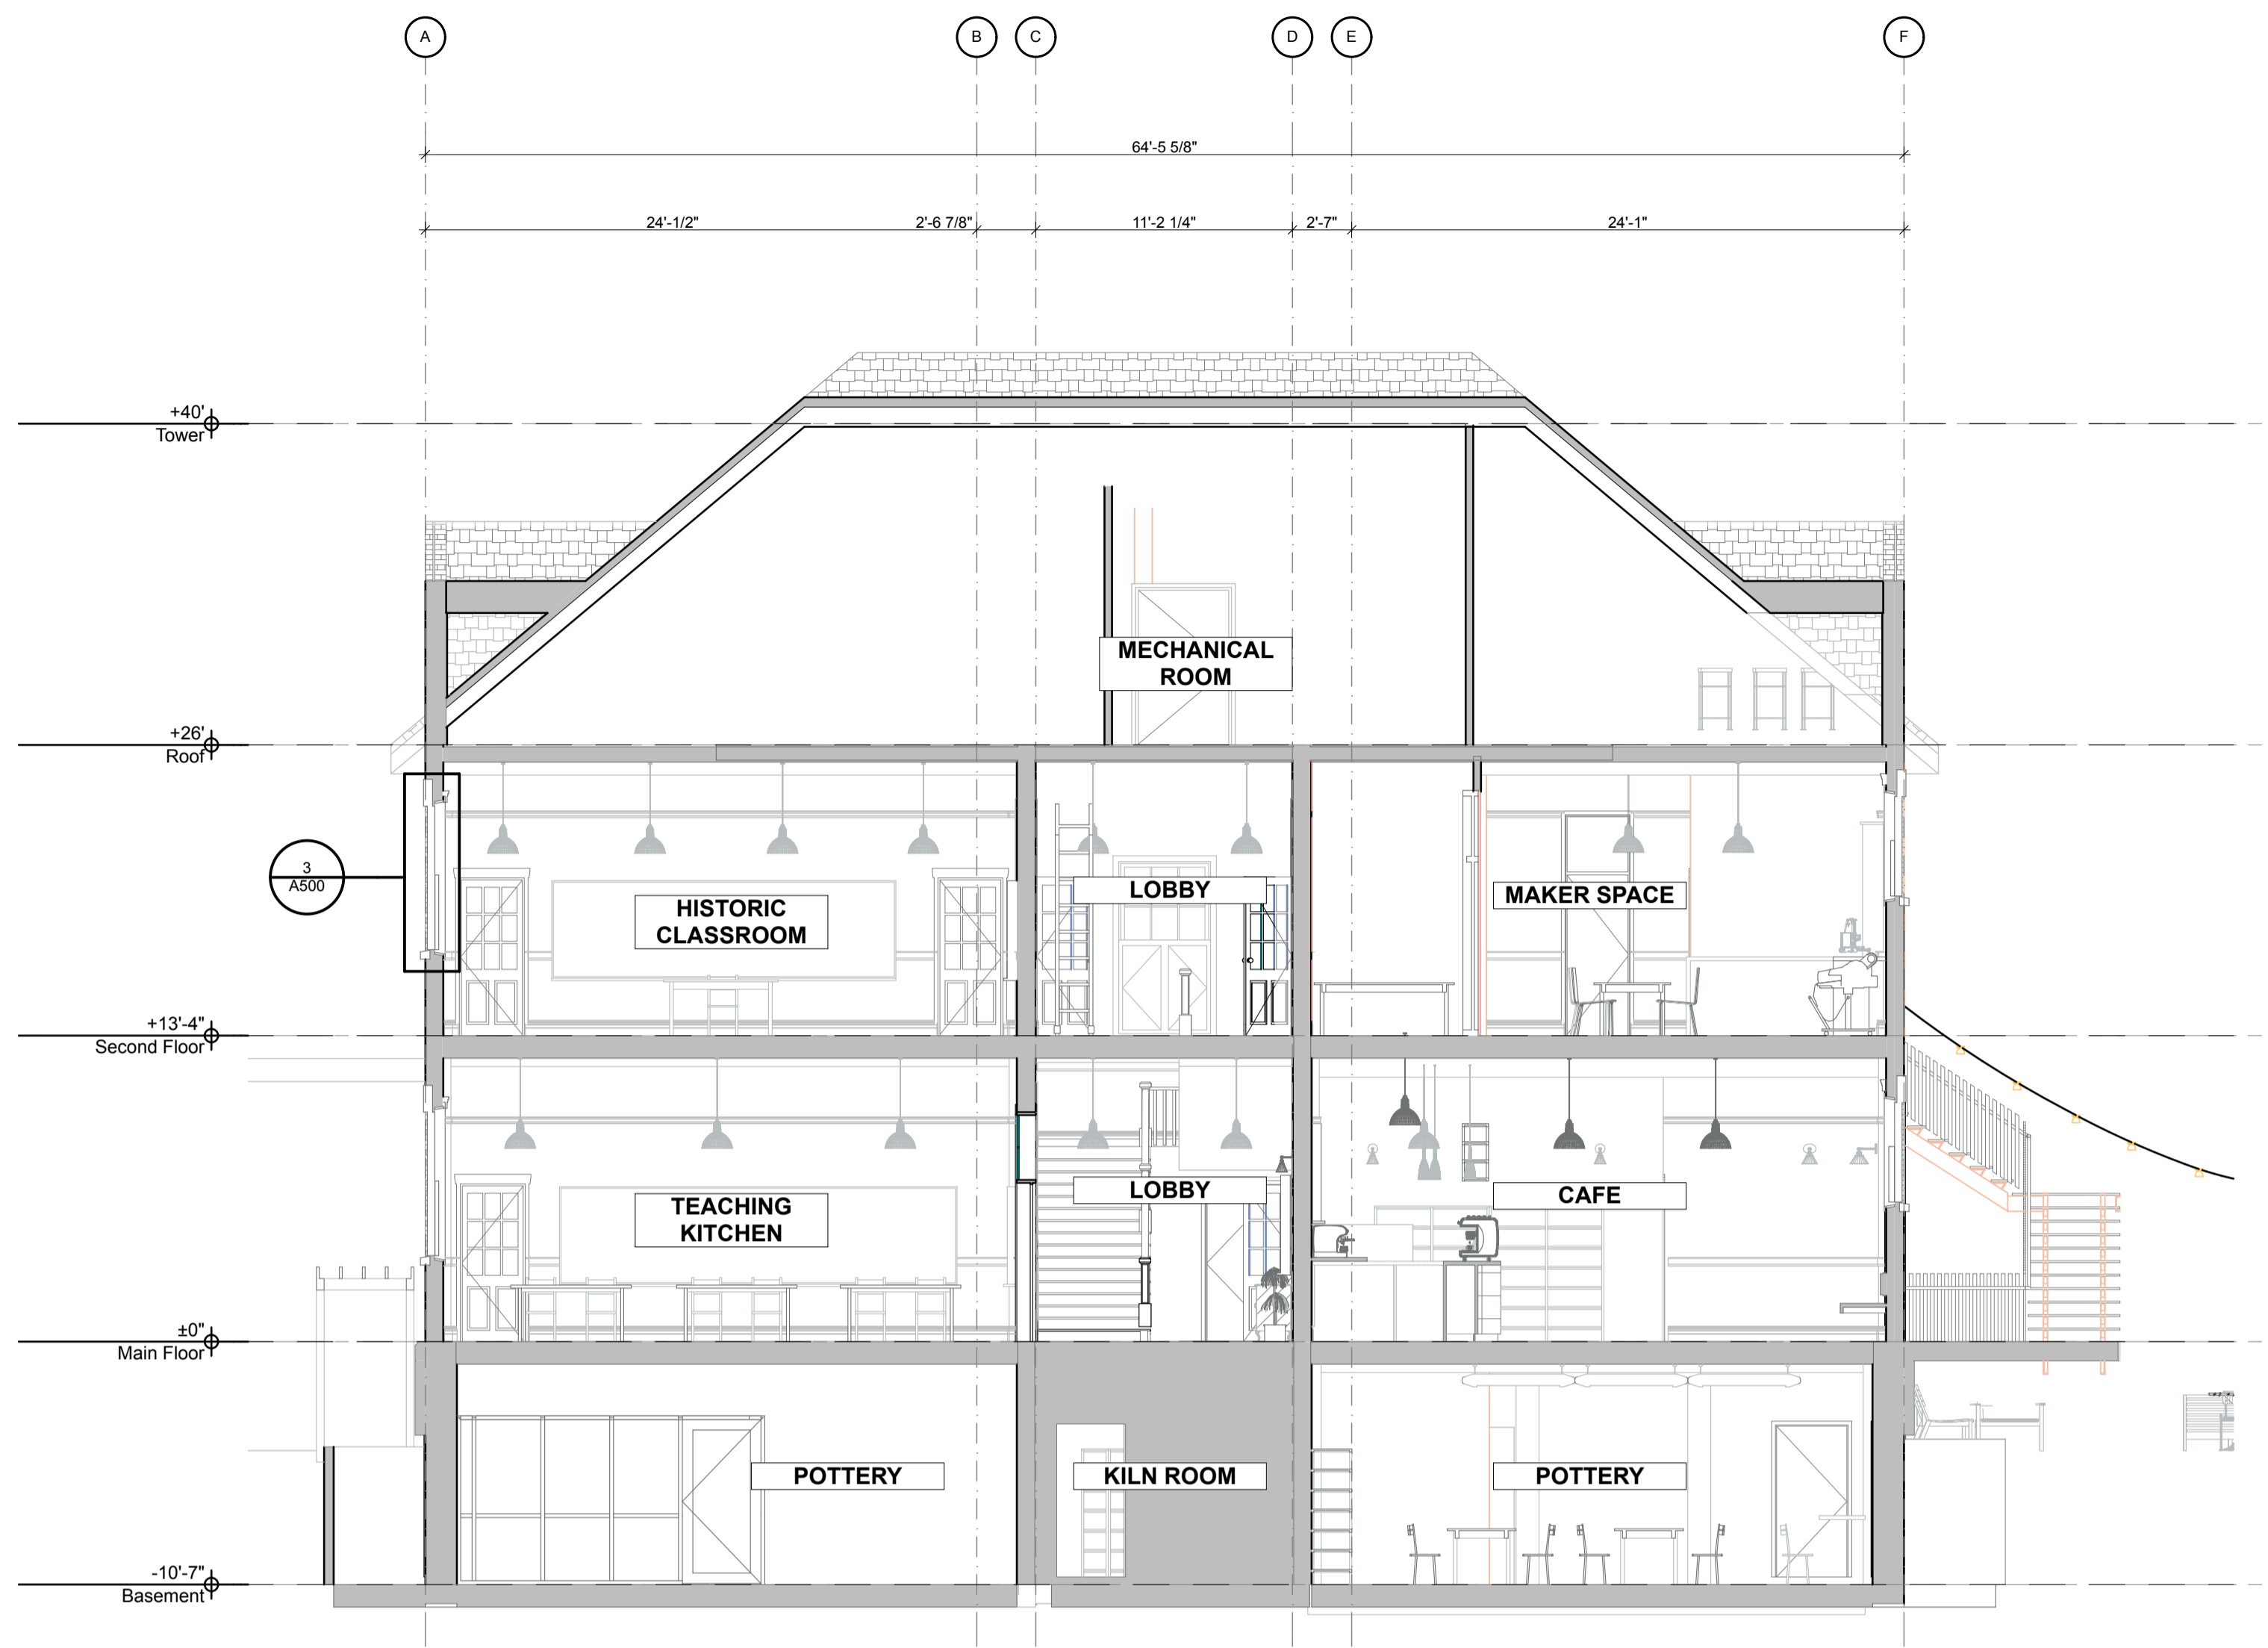 A
B
C
D
E
F
64'-5 5/8"
24'-1/2"
2'-6 7/8"
11'-2 1/4"
2'-7"
24'-1"
+40'
Tower
MECHANICAL
ROOM
+26'
Roof
3
A500
HISTORIC
CLASSROOM
LOBBY
MAKER SPACE
+13'-4"
Second Floor
TEACHING
KITCHEN
LOBBY
CAFE
±0"
Main Floor
POTTERY
KILN ROOM
POTTERY
-10'-7"
Basement